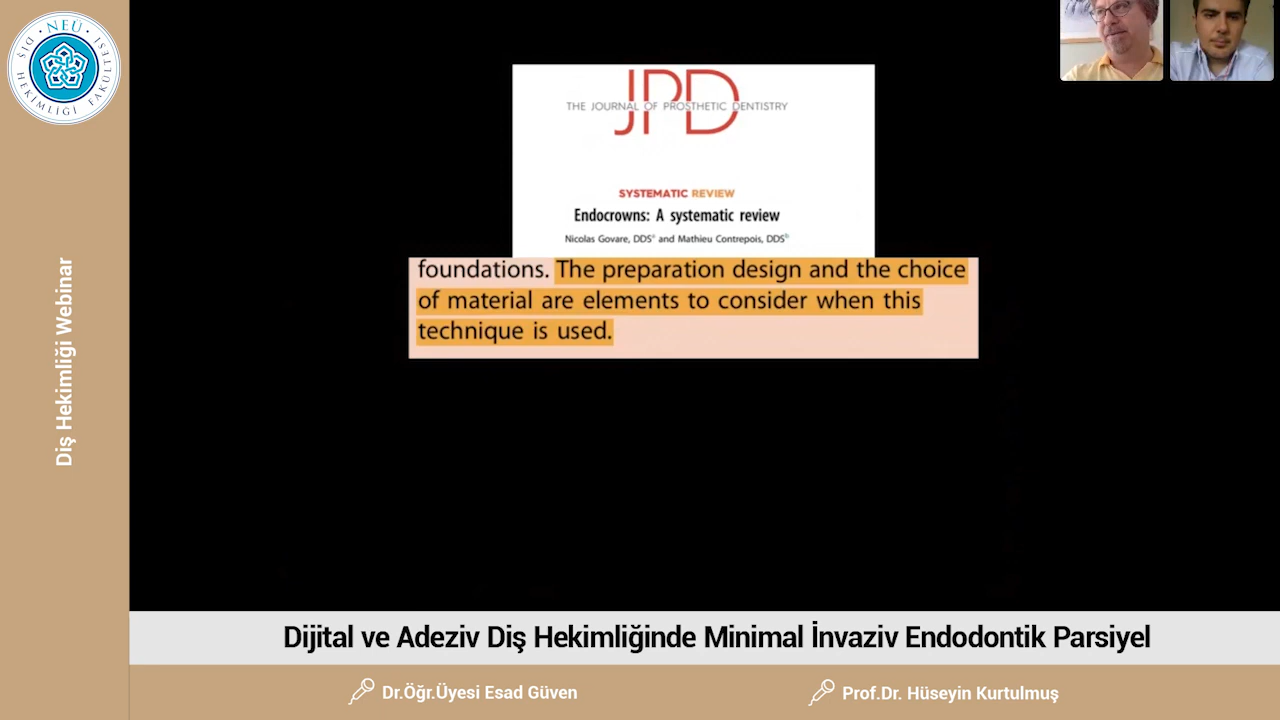 • NEÜ •
DİŞ HEKİMLİĞİ FAKÜLTESİ
Diş Hekimliği Webinar
JPD
THE JOURNAL OF PROSTHETIC DENTISTRY
SYSTEMATIC REVIEW
Endocrowns: A systematic review
Nicolas Govare, DDSª and Mathieu Contrepois, DDSᵇ
foundations. The preparation design and the choice
of material are elements to consider when this
technique is used.
Dijital ve Adeziv Diş Hekimliğinde Minimal İnvaziv Endodontik Parsiyel
Dr.Öğr.Üyesi Esad Güven
Prof.Dr. Hüseyin Kurtulmuş